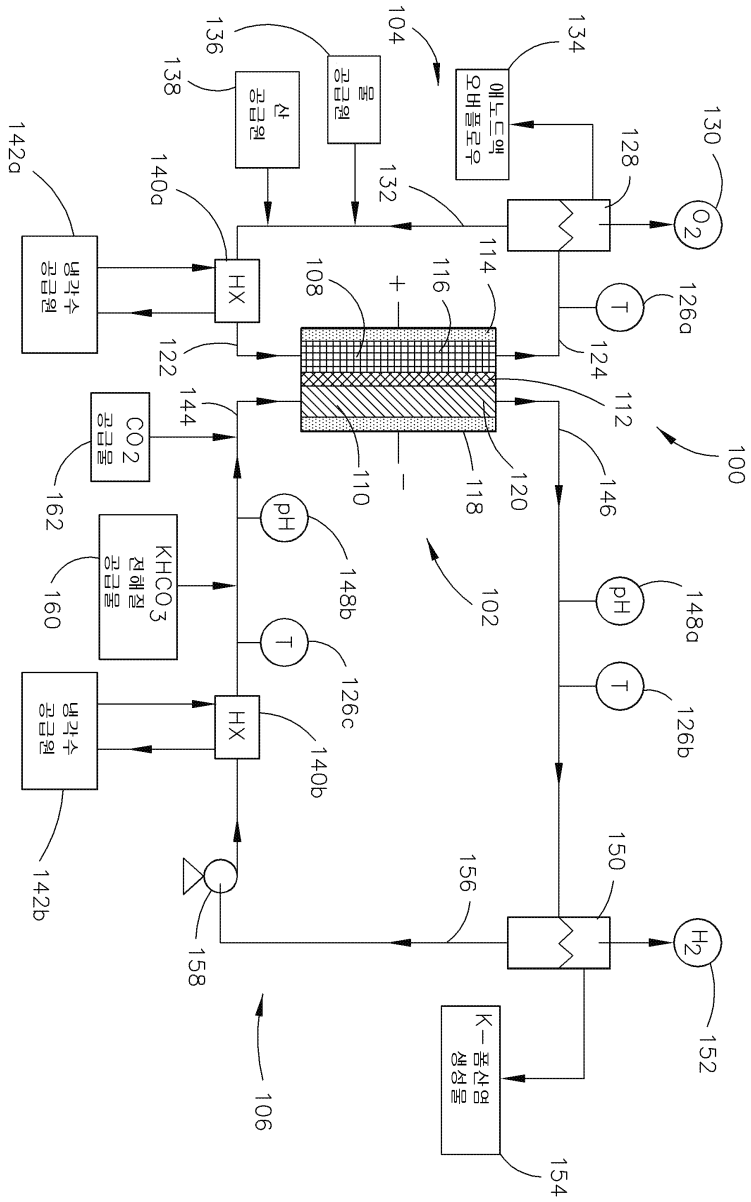 100
130
O₂
126a
T
148a
pH
126b
T
152
H₂
134
애노드액
오버플로우
128
124
146
150
104
132
114
116
108
112
120
110
118
+
−
102
156
K-폼산염
생성물
154
136
물
공급원
138
산
공급원
140a
HX
122
144
148b
pH
126c
T
140b
HX
158
106
142a
냉각수
공급원
CO₂
공급물
162
KHCO₃
전해질
공급물
160
냉각수
공급원
142b